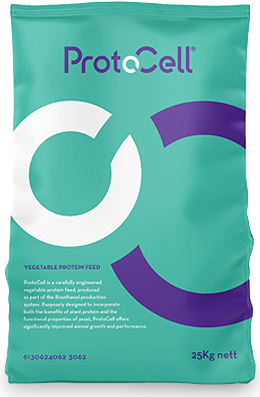 ProtoCell®
VEGETABLE PROTEIN FEED
ProtoCell is a carefully engineered
vegetable protein feed, produced
as part of the Bioethanol production
system. Purposely designed to incorporate
both the benefits of plant protein and the
functional properties of yeast, ProtoCell offers
significantly improved animal growth and performance.
6130624062 3062
25Kg nett